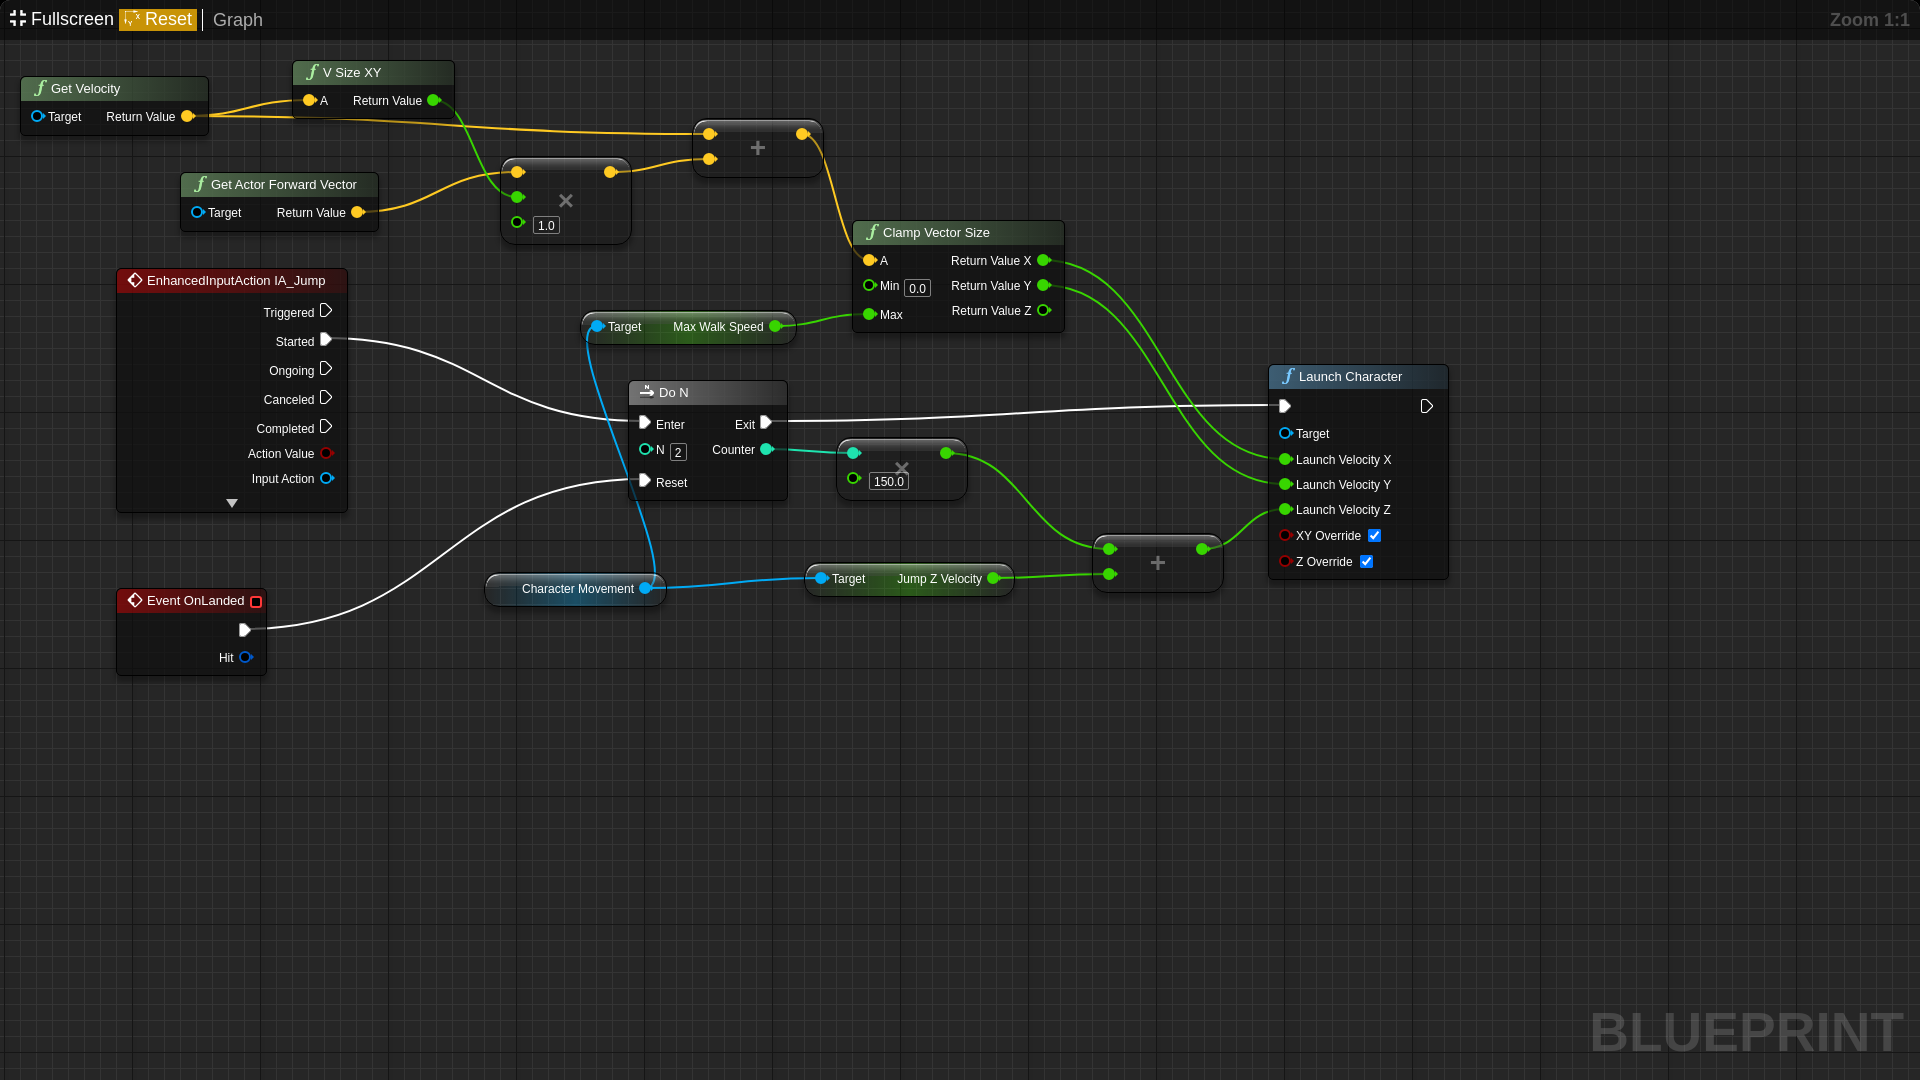 Fullscreen Reset Graph
Zoom 1:1
Get Velocity
Target Return Value
V Size XY
A Return Value
Get Actor Forward Vector
Target Return Value
×
1.0
+
Clamp Vector Size
A Return Value X
Min 0.0 Return Value Y
Max Return Value Z
EnhancedInputAction IA_Jump
Triggered
Started
Ongoing
Canceled
Completed
Action Value
Input Action
Target Max Walk Speed
Do N
Enter Exit
N 2 Counter
Reset
×
150.0
Launch Character
Target
Launch Velocity X
Launch Velocity Y
Launch Velocity Z
XY Override
Z Override
Character Movement
Target Jump Z Velocity
+
Event OnLanded
Hit
BLUEPRINT